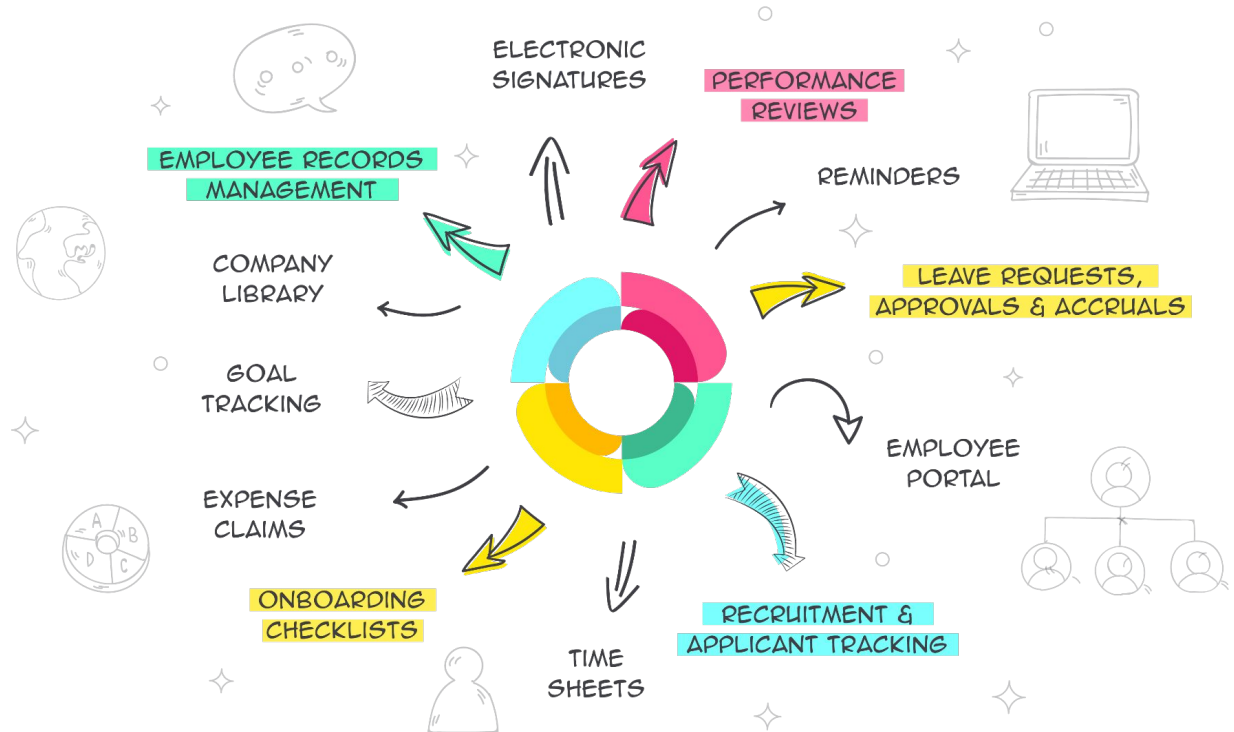 ELECTRONIC
SIGNATURES
PERFORMANCE
REVIEWS
EMPLOYEE RECORDS
MANAGEMENT
REMINDERS
COMPANY
LIBRARY
LEAVE REQUESTS,
APPROVALS & ACCRUALS
GOAL
TRACKING
EMPLOYEE
PORTAL
EXPENSE
CLAIMS
A
B
D
C
ONBOARDING
CHECKLISTS
RECRUITMENT &
APPLICANT TRACKING
TIME
SHEETS